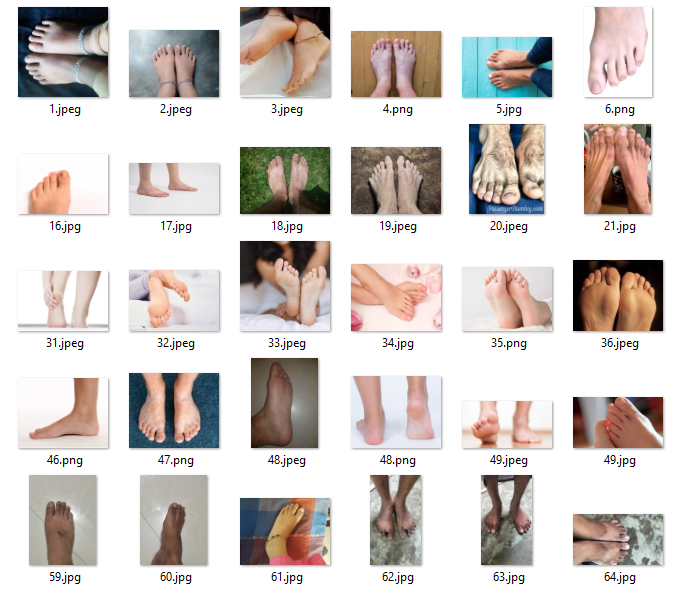 1.jpeg 2.jpeg 3.jpeg 4.png 5.jpg 6.png
16.jpg 17.jpg 18.jpg 19.jpeg 20.jpeg 21.jpg
31.jpeg 32.jpeg 33.jpeg 34.jpg 35.png 36.jpeg
46.png 47.png 48.jpeg 48.png 49.jpeg 49.jpg
59.jpg 60.jpg 61.jpg 62.jpg 63.jpg 64.jpg